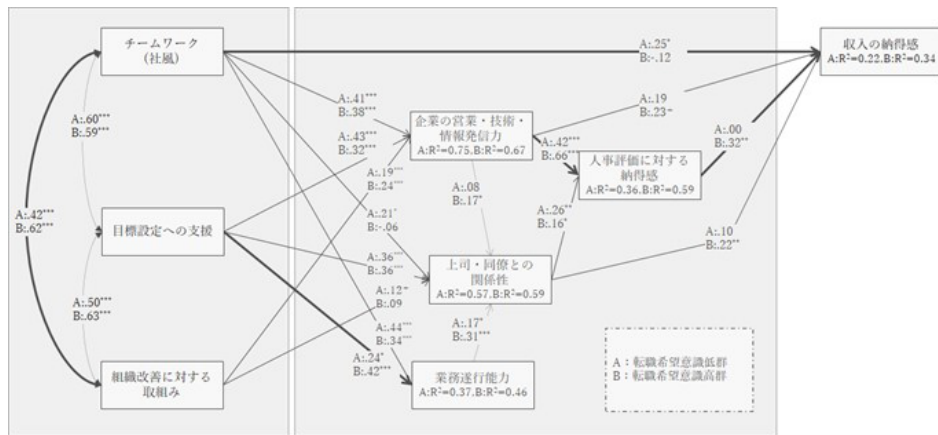 チームワーク
(社風)
A:.25*
B:-.12
収入の納得感
A:R²=0.22.B:R²=0.34
A:.60***
B:.59***
A:.41***
B:.38***
A:.19
B:.23~
企業の営業・技術・
情報発信力
A:R²=0.75.B:R²=0.67
A:.43***
B:.32***
A:.42***
B:.66***
A:.00
B:.32**
人事評価に対する
納得感
A:R²=0.36.B:R²=0.59
A:.19***
B:.24***
A:.08
B:.17*
A:.42***
B:.62***
目標設定への支援
A:.21*
B:-.06
A:.26**
B:.16*
A:.10
B:.22**
A:.36***
B:.36***
上司・同僚との
関係性
A:R²=0.57.B:R²=0.59
A:.12~
B:.09
A:.50***
B:.63***
A:.44***
B:.34***
A:.17*
B:.31***
A:.24*
B:.42***
組織改善に対する
取組み
業務遂行能力
A:R²=0.37.B:R²=0.46
A：転職希望意識低群
B：転職希望意識高群